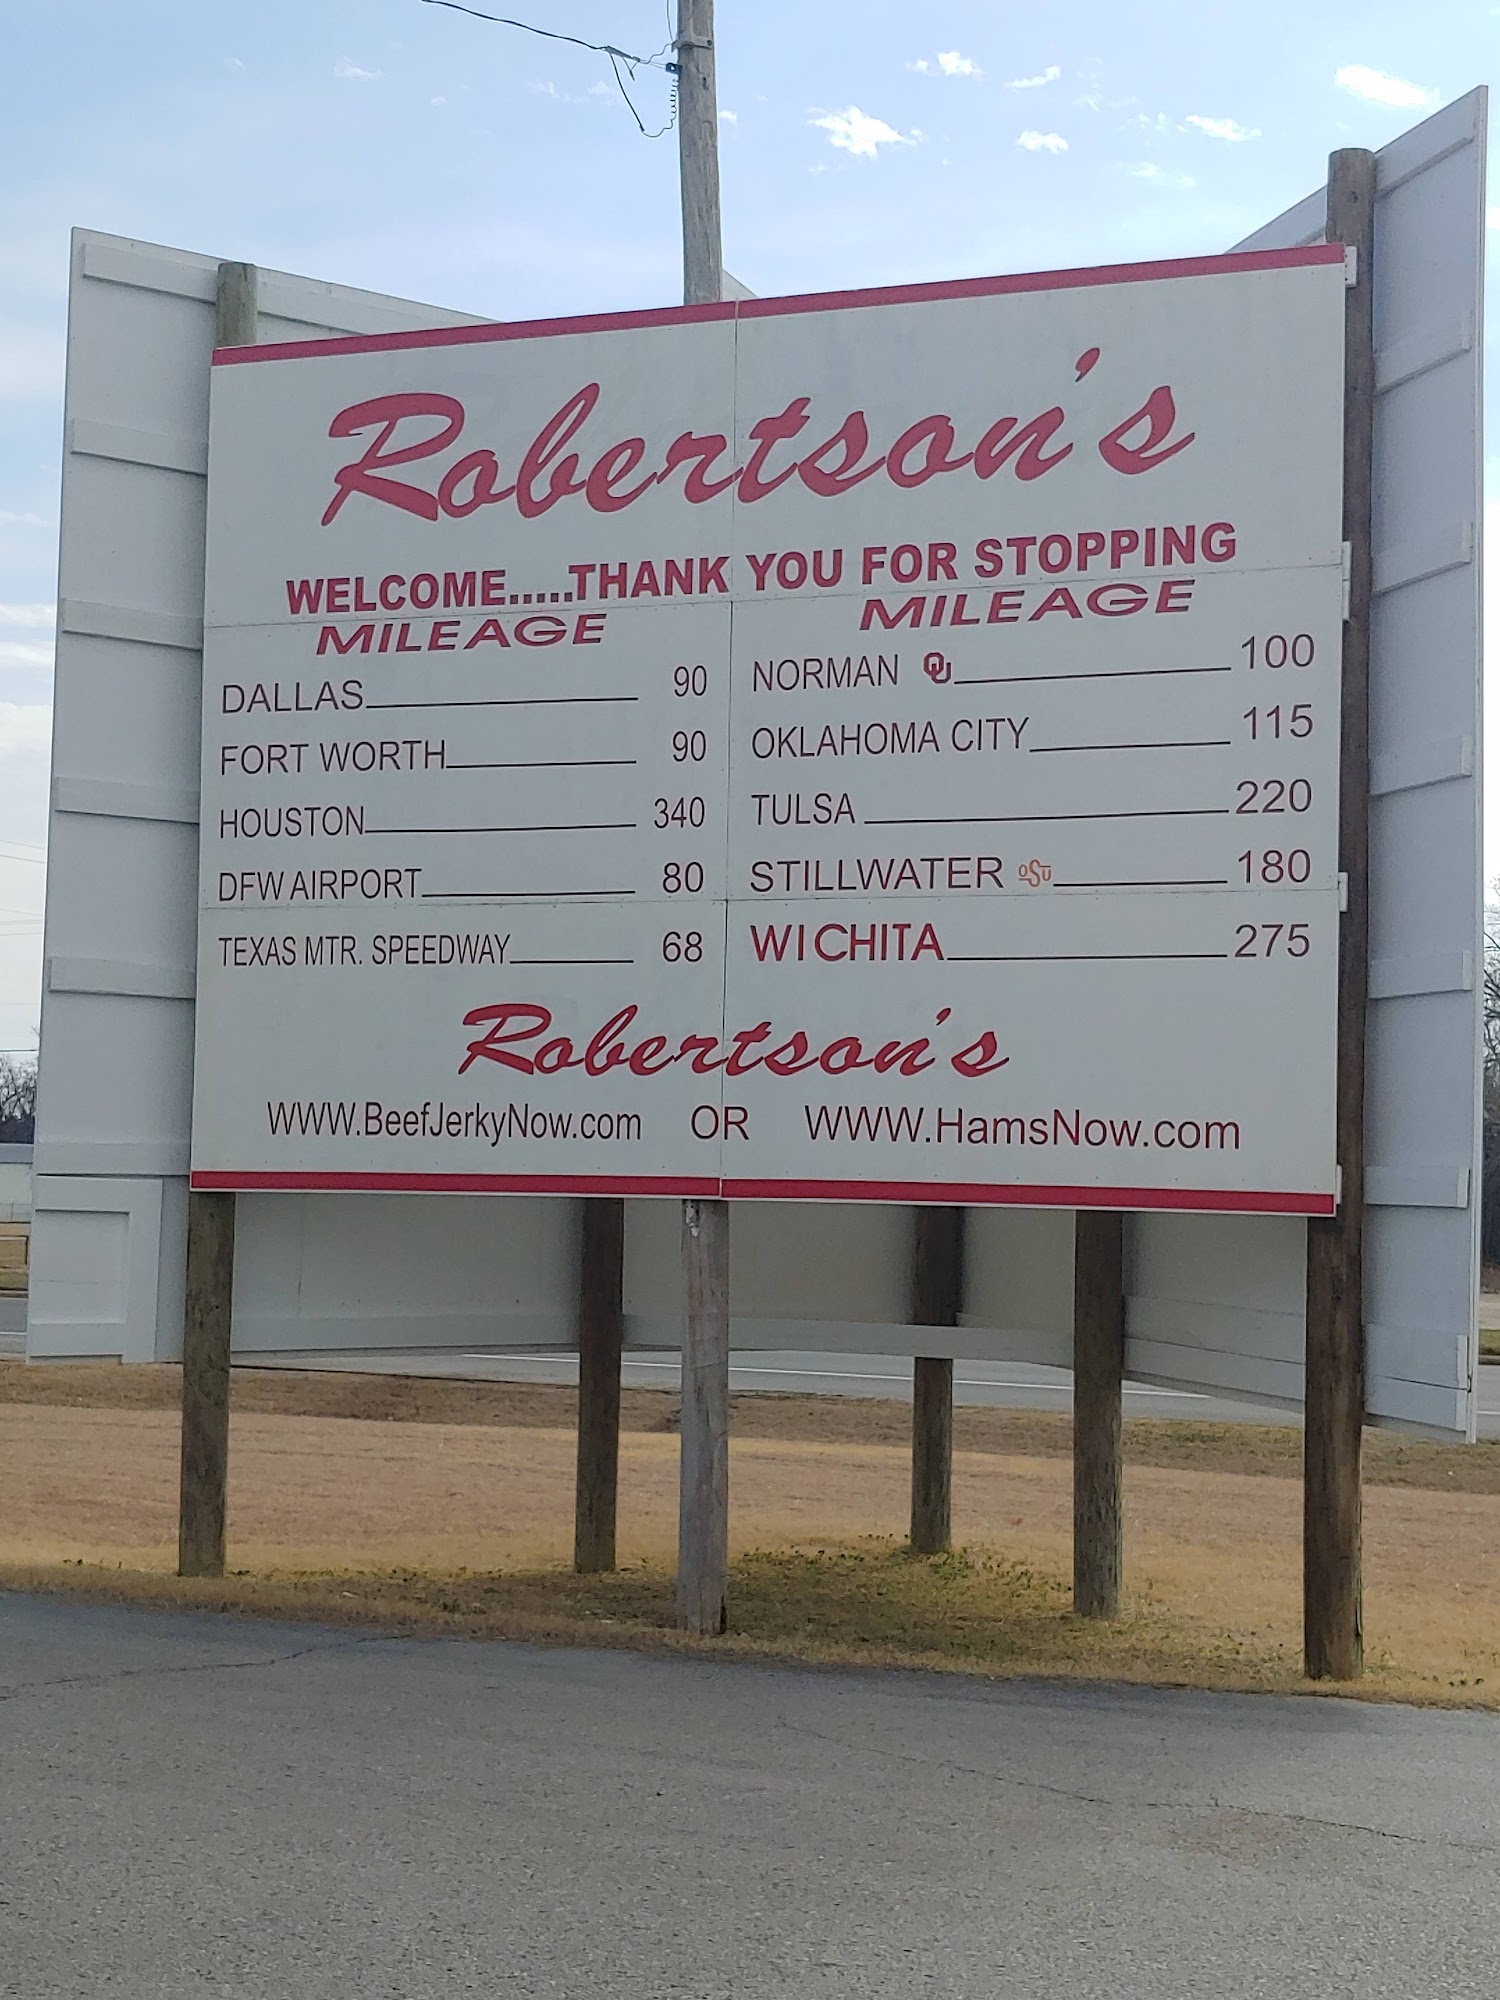 Robertson's
WELCOME.....THANK YOU FOR STOPPING
MILEAGE
DALLAS 90
FORT WORTH 90
HOUSTON 340
DFW AIRPORT 80
TEXAS MTR. SPEEDWAY 68
MILEAGE
NORMAN OU 100
OKLAHOMA CITY 115
TULSA 220
STILLWATER OSU 180
WICHITA 275
Robertson's
WWW.BeefJerkyNow.com OR WWW.HamsNow.com